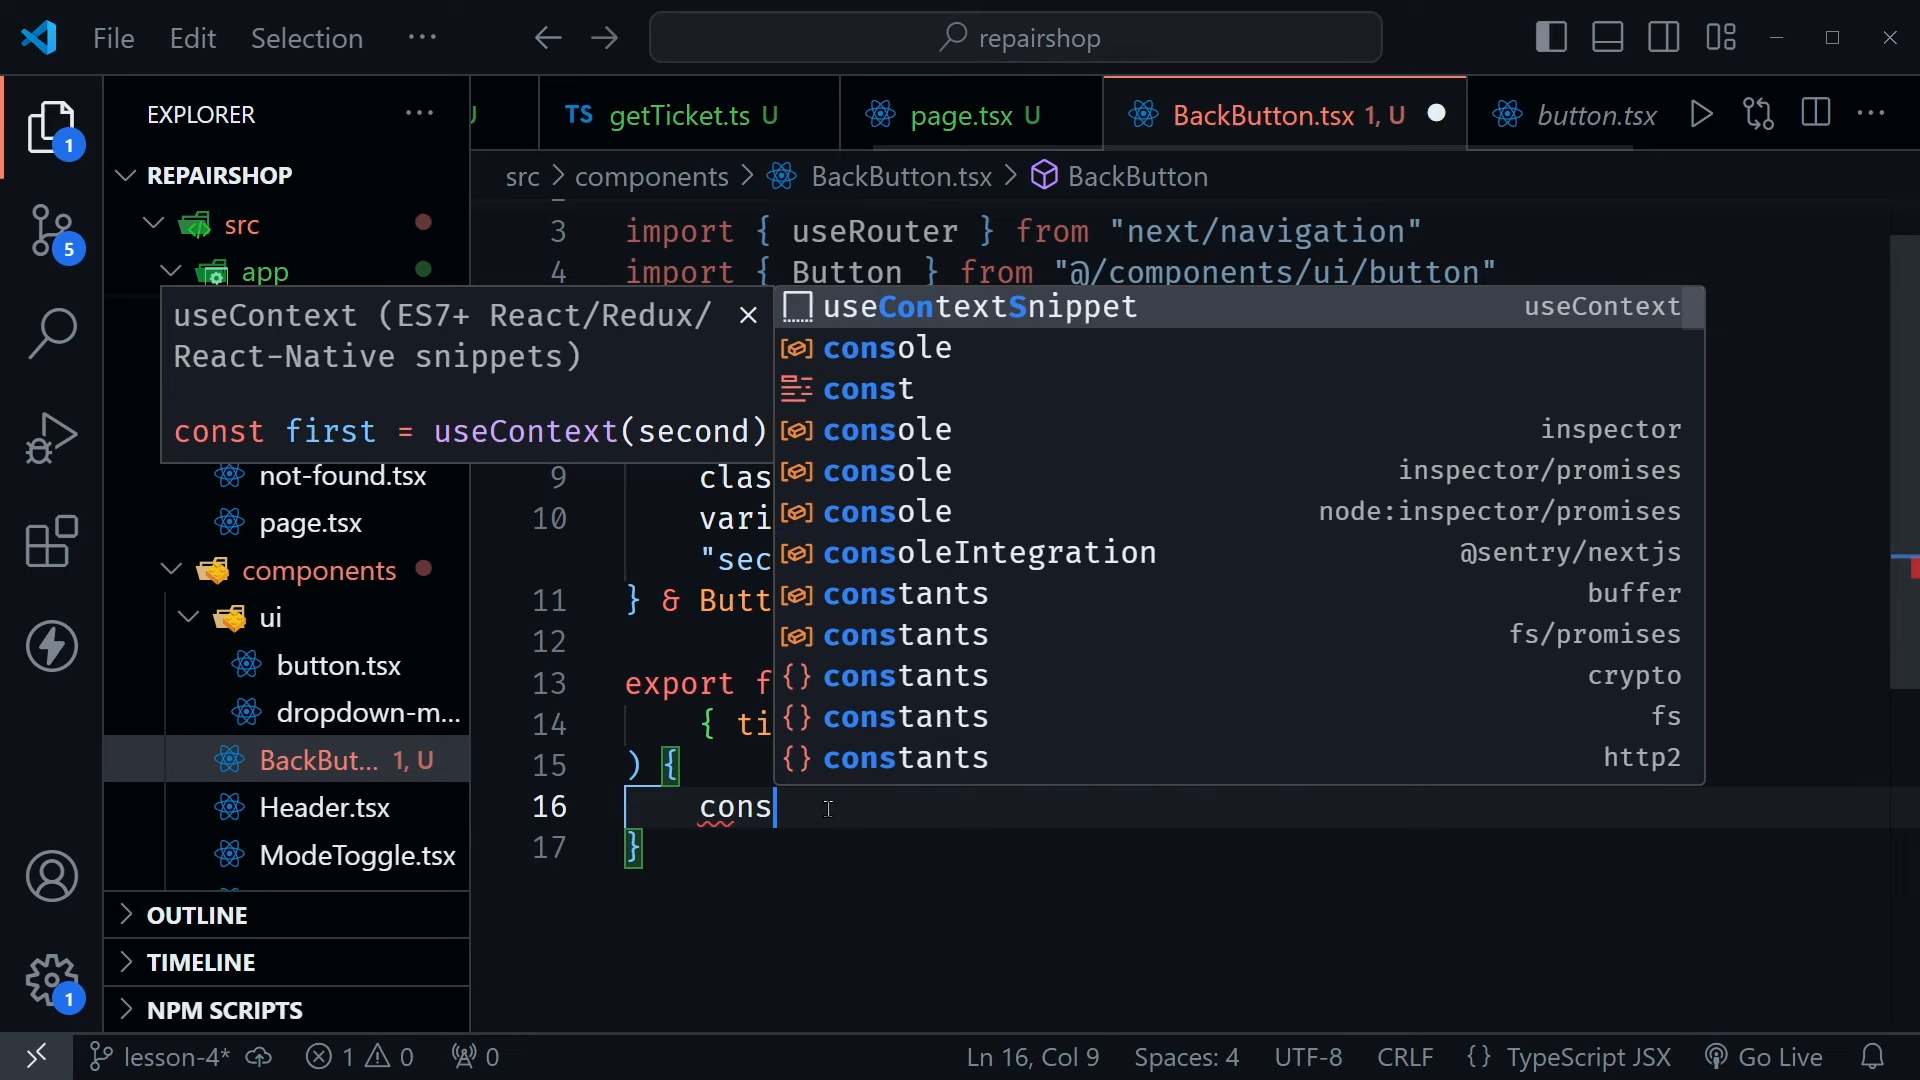 File Edit Selection ···
repairshop
EXPLORER ···
TS getTicket.ts U
page.tsx U
BackButton.tsx 1, U
button.tsx
···
src > components > BackButton.tsx > BackButton
REPAIRSHOP
src
app
not-found.tsx
page.tsx
components
ui
button.tsx
dropdown-m...
BackBut... 1, U
Header.tsx
ModeToggle.tsx
OUTLINE
TIMELINE
NPM SCRIPTS
1
5
1
3 import { useRouter } from "next/navigation"
4 import { Button } from "@/components/ui/button"
useContext (ES7+ React/Redux/
React-Native snippets)
const first = useContext(second)
useContextSnippet useContext
console
const
console inspector
console inspector/promises
console node:inspector/promises
consoleIntegration @sentry/nextjs
constants buffer
constants fs/promises
constants crypto
constants fs
constants http2
9 clas
10 vari
"sec
11 } & Butt
12
13 export f
14 { ti
15 ) {
16 cons
17 }
lesson-4* 1 0 0
Ln 16, Col 9 Spaces: 4 UTF-8 CRLF {} TypeScript JSX Go Live